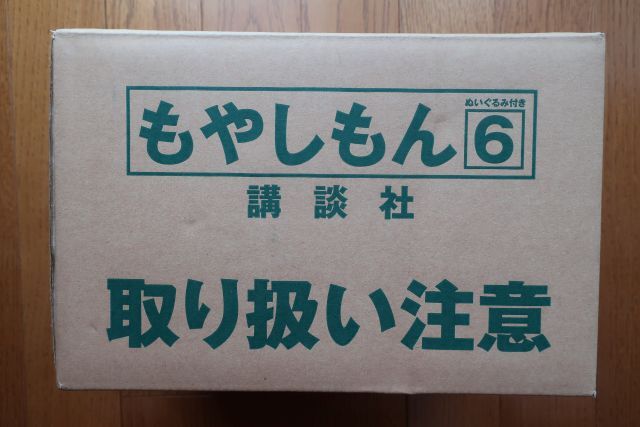 ぬいぐるみ付き
もやしもん6
講談社
取り扱い注意